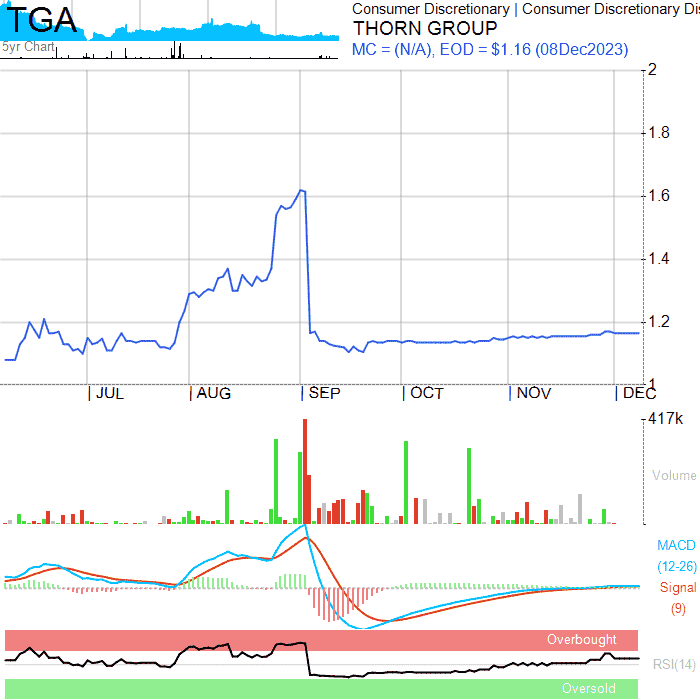 TGA
5yr Chart
Consumer Discretionary | Consumer Discretionary Dis
THORN GROUP
MC = (N/A), EOD = $1.16 (08Dec2023)
2
1.8
1.6
1.4
1.2
1
JUL
AUG
SEP
OCT
NOV
DEC
417k
Volume
MACD
(12-26)
Signal
(9)
Overbought
RSI(14)
Oversold